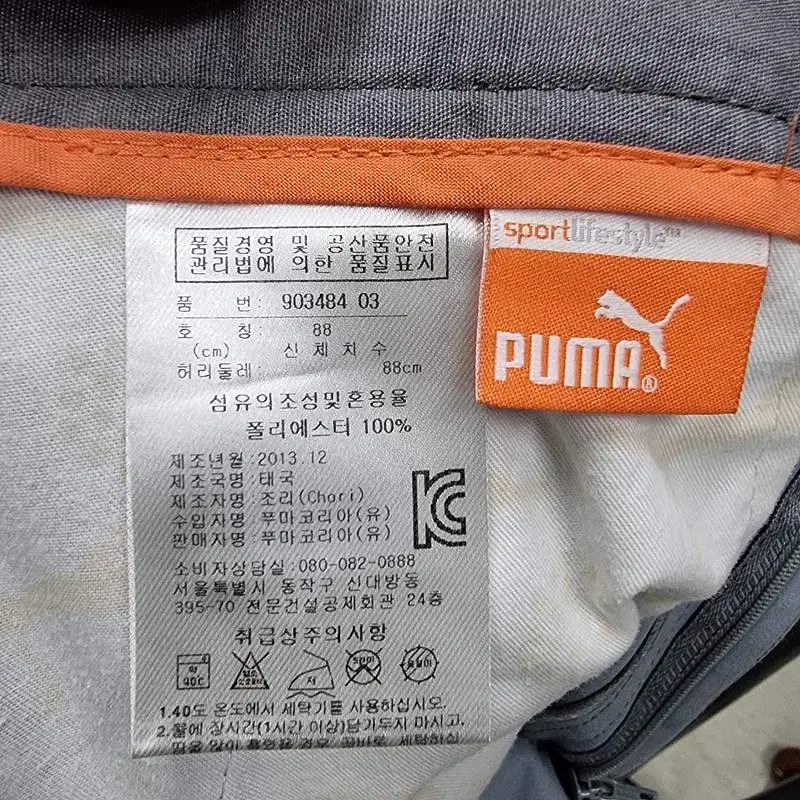 품질경영 및 공산품안전
관리법에 의한 품질표시
품 번: 903484 03
호 칭: 88
(cm) 신체치수
허리둘레: 88cm
섬유의조성및혼용율
폴리에스터 100%
제조년월:2013.12
제조국명:태국
제조자명:조리(Chori)
수입자명:푸마코리아(유)
판매자명:푸마코리아(유)
소비자상담실:080-082-0888
서울특별시 동작구 신대방동
395-70 전문건설공제회관 24층
취급상주의사항
약
40C
1.40도 온도에서 세탁기를 사용하십시오.
2.물에 장시간(1시간 이상)담가두지 마시고,
땀을 많이
sportlifestyle™
PUMA®